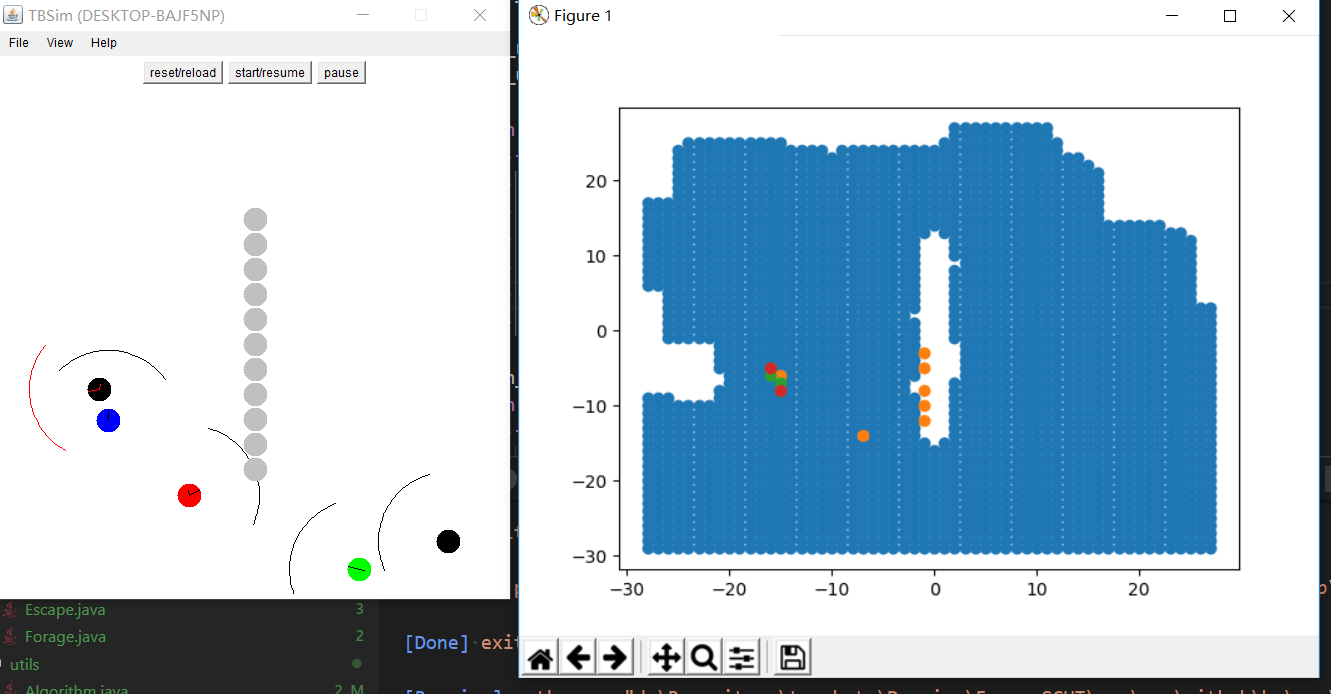 TBSim (DESKTOP-BAJF5NP)
File View Help
reset/reload start/resume pause
Escape.java 3
Forage.java 2
utils
Algorithm.java 2, M
[Done] exit
Figure 1
20
10
0
−10
−20
−30
−30 −20 −10 0 10 20